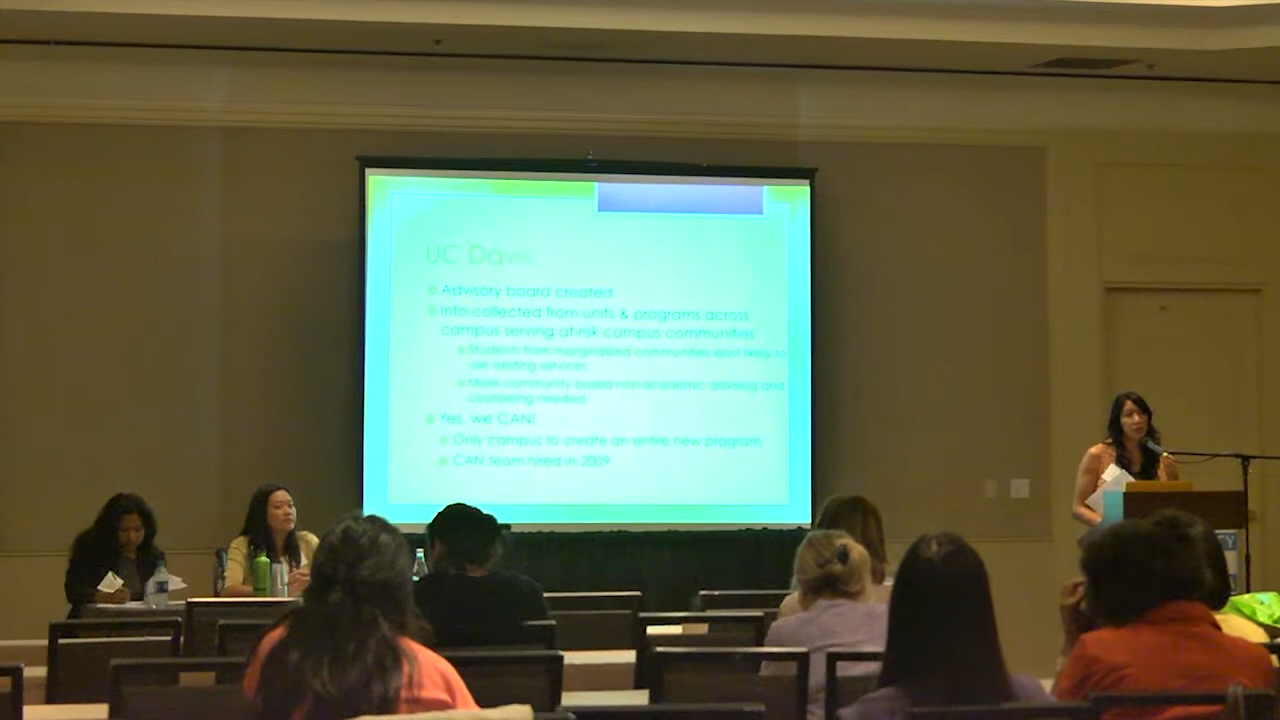 UC Davis
Advisory board created
Info collected from units & programs across
campus serving at-risk campus communities
Students from marginalized communities least likely to
use existing services
More community based non-academic advising and
counseling needed
Yes, we CAN!
Only campus to create an entire new program
CAN team hired in 2009